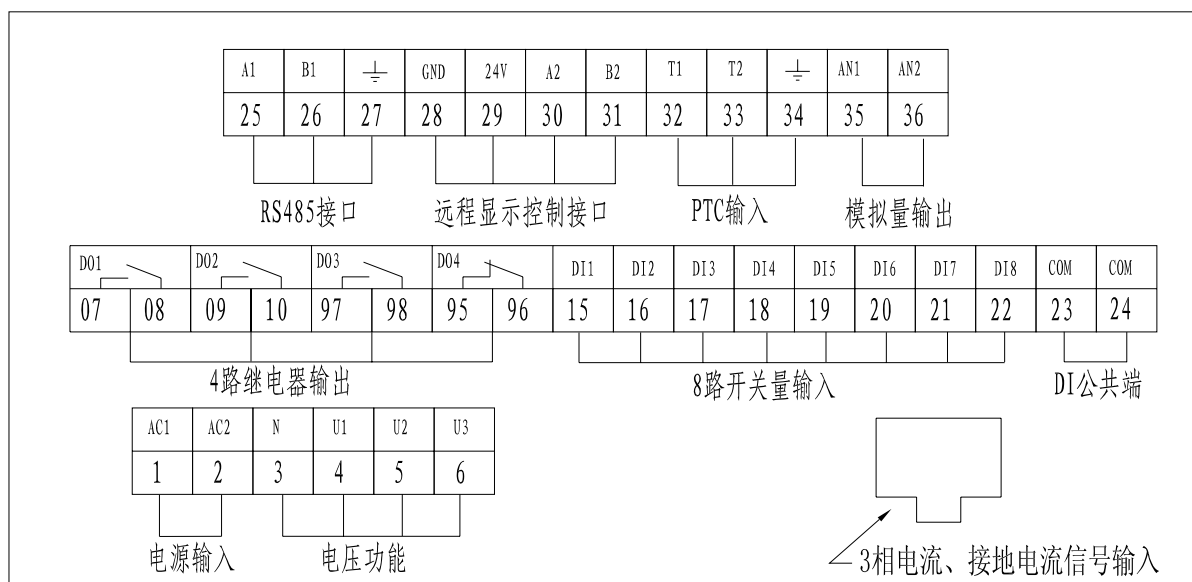 A1 B1 GND 24V A2 B2 T1 T2 AN1 AN2
25 26 27 28 29 30 31 32 33 34 35 36
RS485接口 远程显示控制接口 PTC输入 模拟量输出
DO1 DO2 DO3 DO4 DI1 DI2 DI3 DI4 DI5 DI6 DI7 DI8 COM COM
07 08 09 10 97 98 95 96 15 16 17 18 19 20 21 22 23 24
4路继电器输出 8路开关量输入 DI公共端
AC1 AC2 N U1 U2 U3
1 2 3 4 5 6
电源输入 电压功能
3相电流、接地电流信号输入